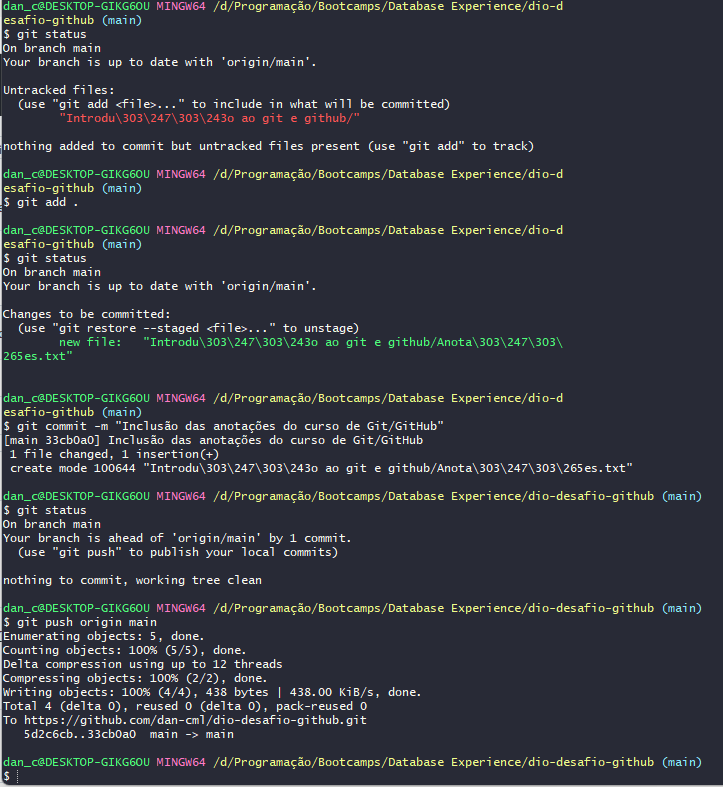 dan_c@DESKTOP-GIKG6OU MINGW64 /d/Programação/Bootcamps/Database Experience/dio-d
esafio-github (main)
$ git status
On branch main
Your branch is up to date with 'origin/main'.
Untracked files:
(use "git add <file>..." to include in what will be committed)
"Introdu\303\247\303\243o ao git e github/"
nothing added to commit but untracked files present (use "git add" to track)
dan_c@DESKTOP-GIKG6OU MINGW64 /d/Programação/Bootcamps/Database Experience/dio-d
esafio-github (main)
$ git add .
dan_c@DESKTOP-GIKG6OU MINGW64 /d/Programação/Bootcamps/Database Experience/dio-d
esafio-github (main)
$ git status
On branch main
Your branch is up to date with 'origin/main'.
Changes to be committed:
(use "git restore --staged <file>..." to unstage)
new file:   "Introdu\303\247\303\243o ao git e github/Anota\303\247\303\
265es.txt"
dan_c@DESKTOP-GIKG6OU MINGW64 /d/Programação/Bootcamps/Database Experience/dio-d
esafio-github (main)
$ git commit -m "Inclusão das anotações do curso de Git/GitHub"
[main 33cb0a0] Inclusão das anotações do curso de Git/GitHub
1 file changed, 1 insertion(+)
create mode 100644 "Introdu\303\247\303\243o ao git e github/Anota\303\247\303\265es.txt"
dan_c@DESKTOP-GIKG6OU MINGW64 /d/Programação/Bootcamps/Database Experience/dio-desafio-github (main)
$ git status
On branch main
Your branch is ahead of 'origin/main' by 1 commit.
(use "git push" to publish your local commits)
nothing to commit, working tree clean
dan_c@DESKTOP-GIKG6OU MINGW64 /d/Programação/Bootcamps/Database Experience/dio-desafio-github (main)
$ git push origin main
Enumerating objects: 5, done.
Counting objects: 100% (5/5), done.
Delta compression using up to 12 threads
Compressing objects: 100% (2/2), done.
Writing objects: 100% (4/4), 438 bytes | 438.00 KiB/s, done.
Total 4 (delta 0), reused 0 (delta 0), pack-reused 0
To https://github.com/dan-cml/dio-desafio-github.git
5d2c6cb..33cb0a0  main -> main
dan_c@DESKTOP-GIKG6OU MINGW64 /d/Programação/Bootcamps/Database Experience/dio-desafio-github (main)
$